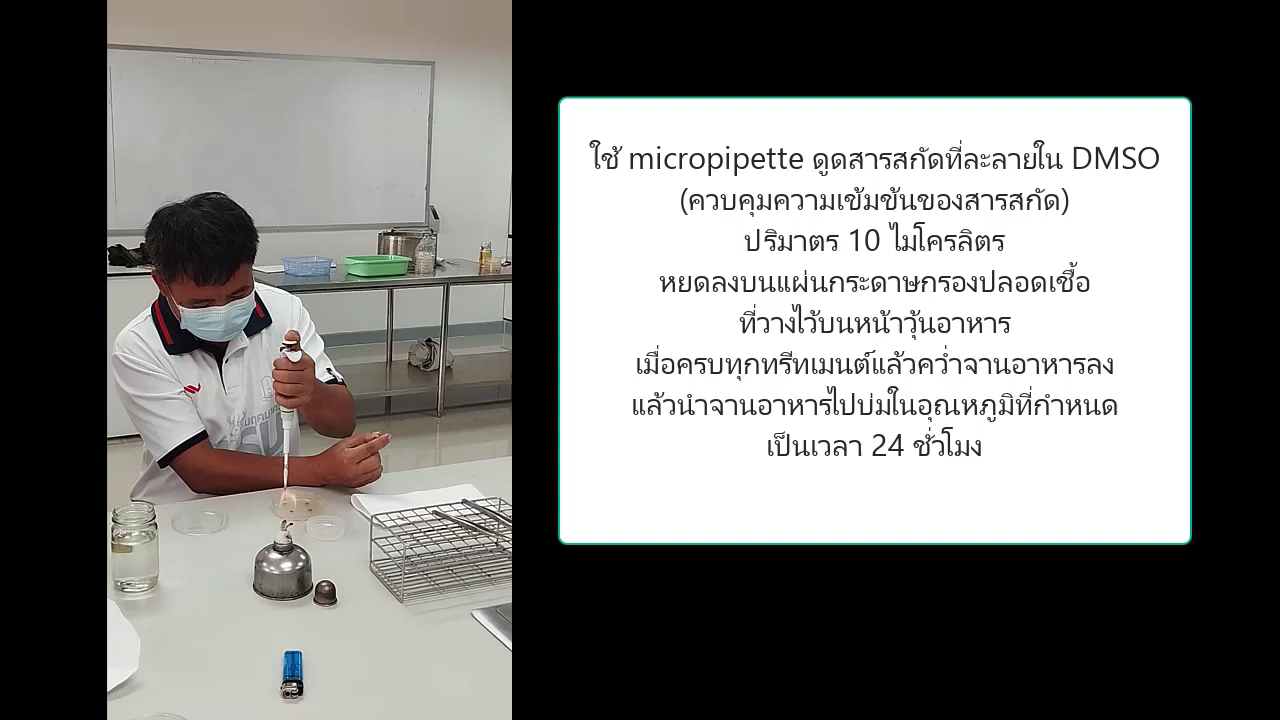 ใช้ micropipette ดูดสารสกัดที่ละลายใน DMSO
(ควบคุมความเข้มข้นของสารสกัด)
ปริมาตร 10 ไมโครลิตร
หยดลงบนแผ่นกระดาษกรองปลอดเชื้อ
ที่วางไว้บนหน้าวุ้นอาหาร
เมื่อครบทุกทรีทเมนต์แล้วคว่ำจานอาหารลง
แล้วนำจานอาหารไปบ่มในอุณหภูมิที่กำหนด
เป็นเวลา 24 ชั่วโมง